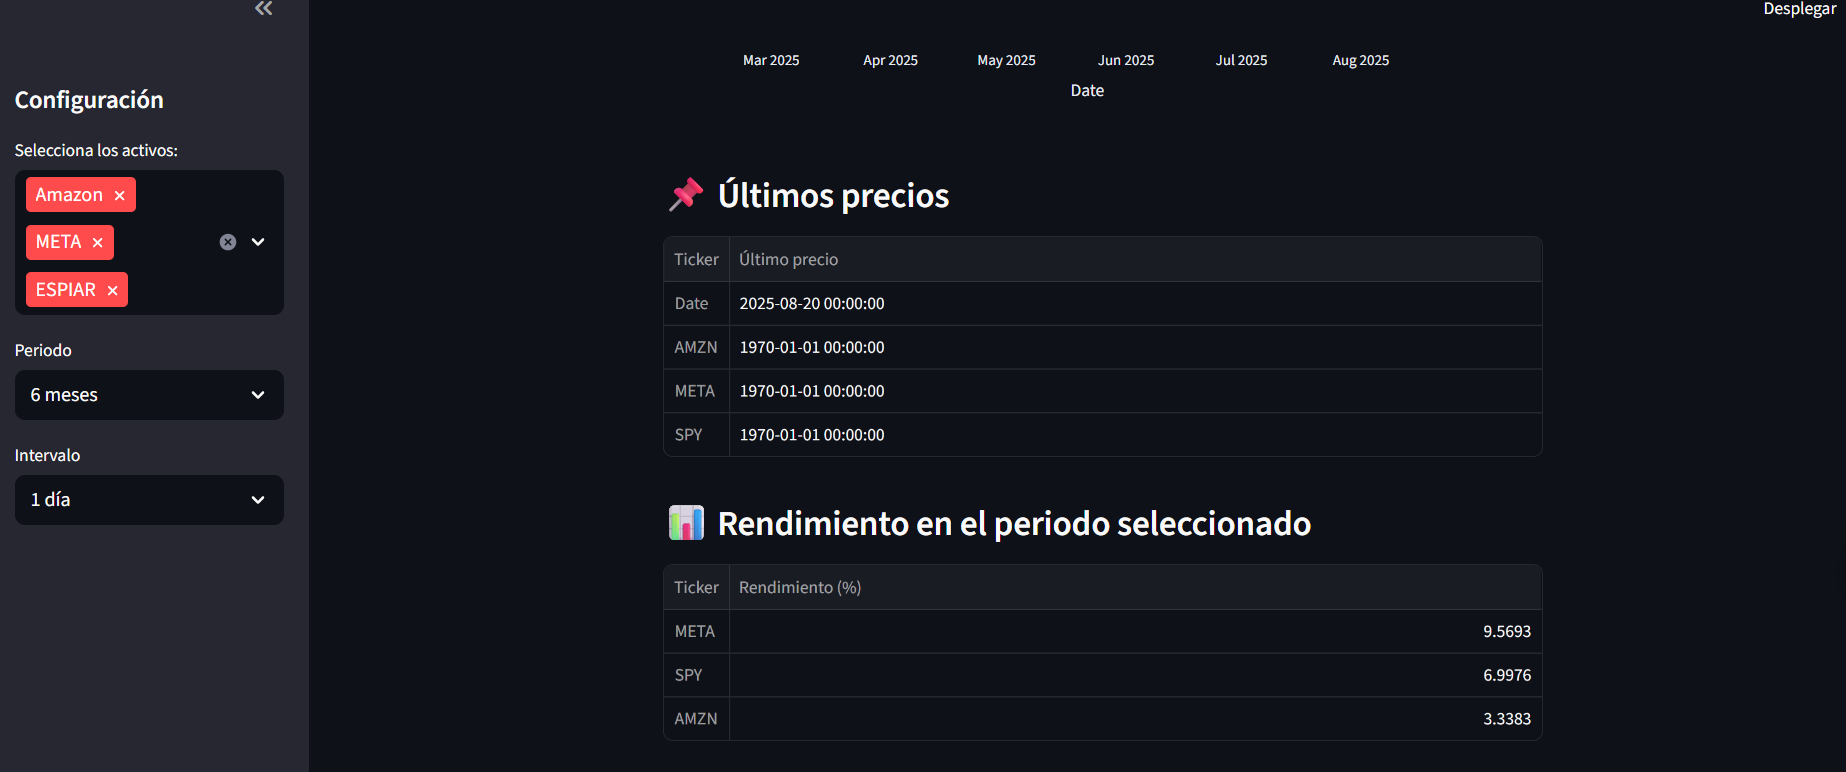 Desplegar
Configuración
Selecciona los activos:
Amazon
META
ESPIAR
Periodo
6 meses
Intervalo
1 día
Mar 2025 Apr 2025 May 2025 Jun 2025 Jul 2025 Aug 2025
Date
Últimos precios
Ticker Último precio
Date 2025-08-20 00:00:00
AMZN 1970-01-01 00:00:00
META 1970-01-01 00:00:00
SPY 1970-01-01 00:00:00
Rendimiento en el periodo seleccionado
Ticker Rendimiento (%)
META 9.5693
SPY 6.9976
AMZN 3.3383